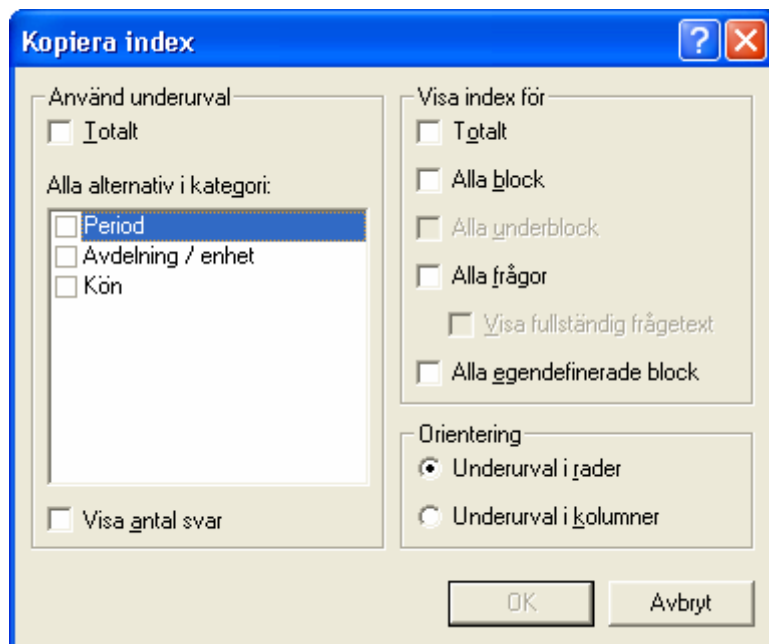 Kopiera index
Använd underurval
Totalt
Alla alternativ i kategori:
Period
Avdelning / enhet
Kön
Visa antal svar
Visa index för
Totalt
Alla block
Alla underblock
Alla frågor
Visa fullständig frågetext
Alla egendefinerade block
Orientering
Underurval i rader
Underurval i kolumner
OK
Avbryt